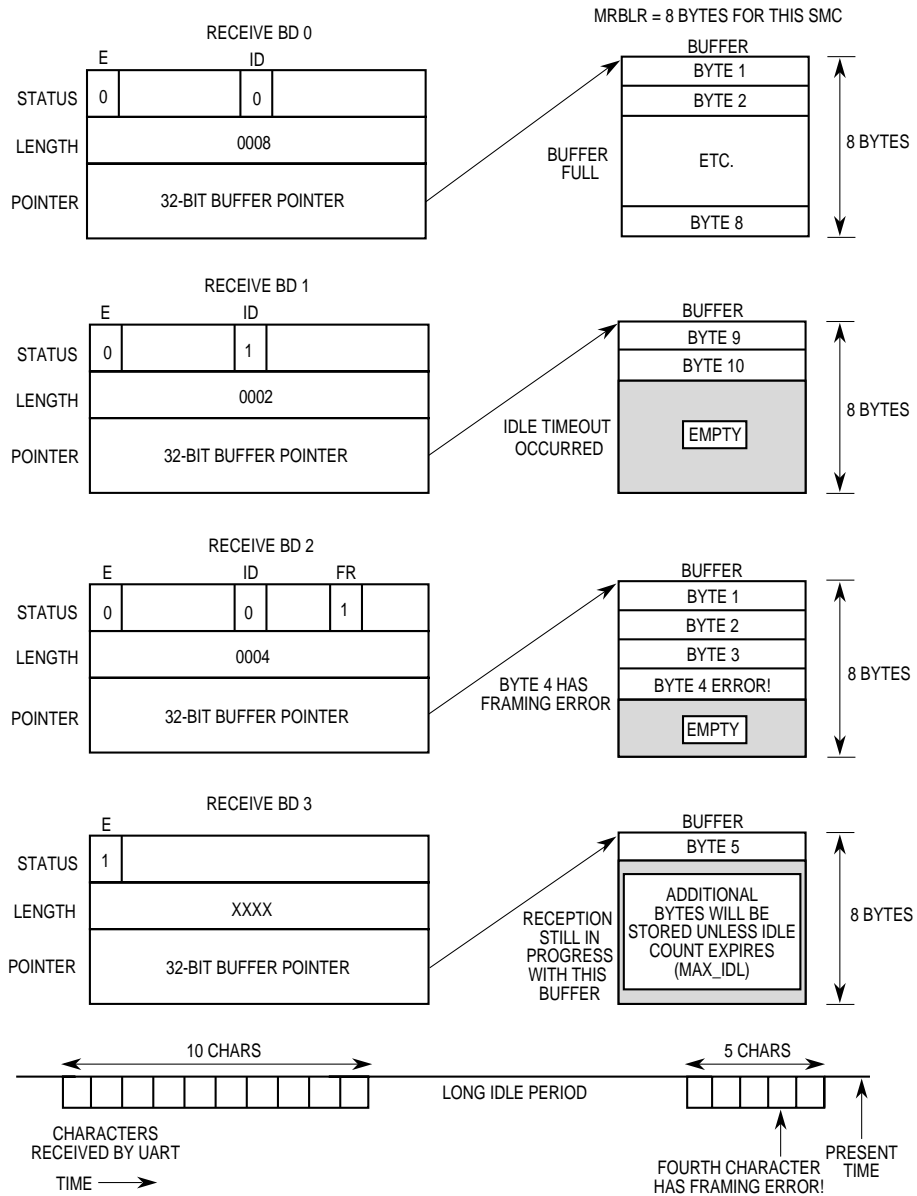 MRBLR = 8 BYTES FOR THIS SMC
RECEIVE BD 0
E ID
STATUS 0 0
LENGTH 0008
POINTER 32-BIT BUFFER POINTER
BUFFER
BYTE 1
BYTE 2
ETC.
BYTE 8
BUFFER
FULL
8 BYTES
RECEIVE BD 1
E ID
STATUS 0 1
LENGTH 0002
POINTER 32-BIT BUFFER POINTER
BUFFER
BYTE 9
BYTE 10
EMPTY
IDLE TIMEOUT
OCCURRED
8 BYTES
RECEIVE BD 2
E ID FR
STATUS 0 0 1
LENGTH 0004
POINTER 32-BIT BUFFER POINTER
BUFFER
BYTE 1
BYTE 2
BYTE 3
BYTE 4 ERROR!
EMPTY
BYTE 4 HAS
FRAMING ERROR
8 BYTES
RECEIVE BD 3
E
STATUS 1
LENGTH XXXX
POINTER 32-BIT BUFFER POINTER
BUFFER
BYTE 5
ADDITIONAL
BYTES WILL BE
STORED UNLESS IDLE
COUNT EXPIRES
(MAX_IDL)
RECEPTION
STILL IN
PROGRESS
WITH THIS
BUFFER
8 BYTES
10 CHARS
5 CHARS
LONG IDLE PERIOD
CHARACTERS
RECEIVED BY UART
TIME
FOURTH CHARACTER
HAS FRAMING ERROR!
PRESENT
TIME